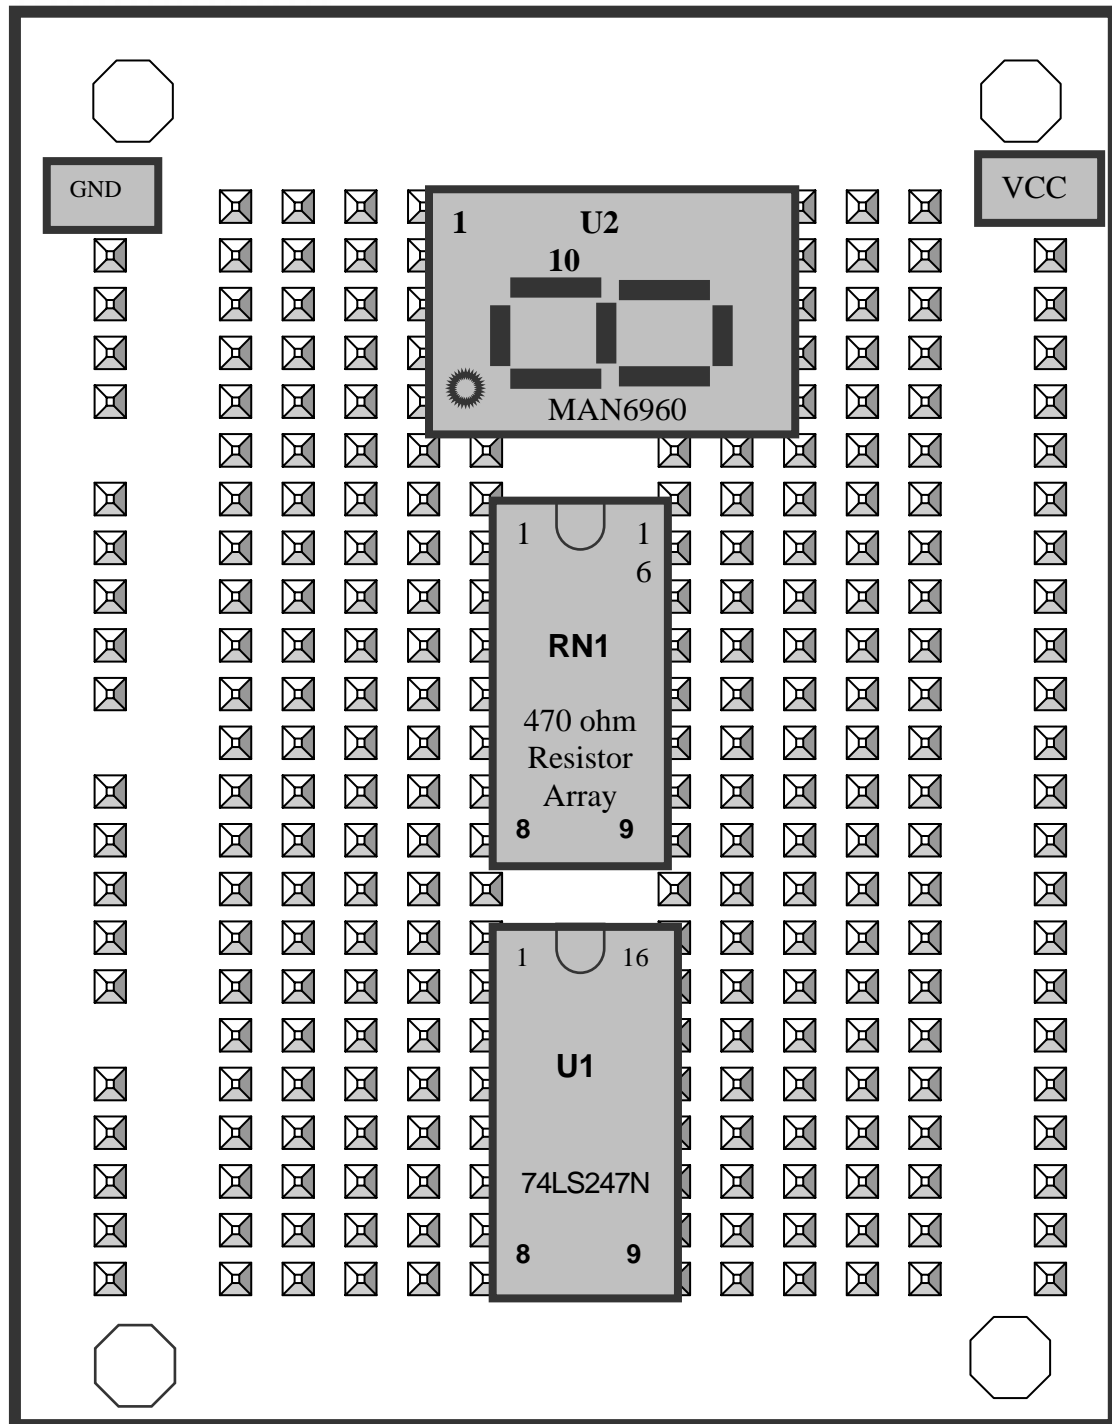 GND
VCC
1 U2
10
MAN6960
1 1
6
RN1
470 ohm
Resistor
Array
8 9
1 16
U1
74LS247N
8 9